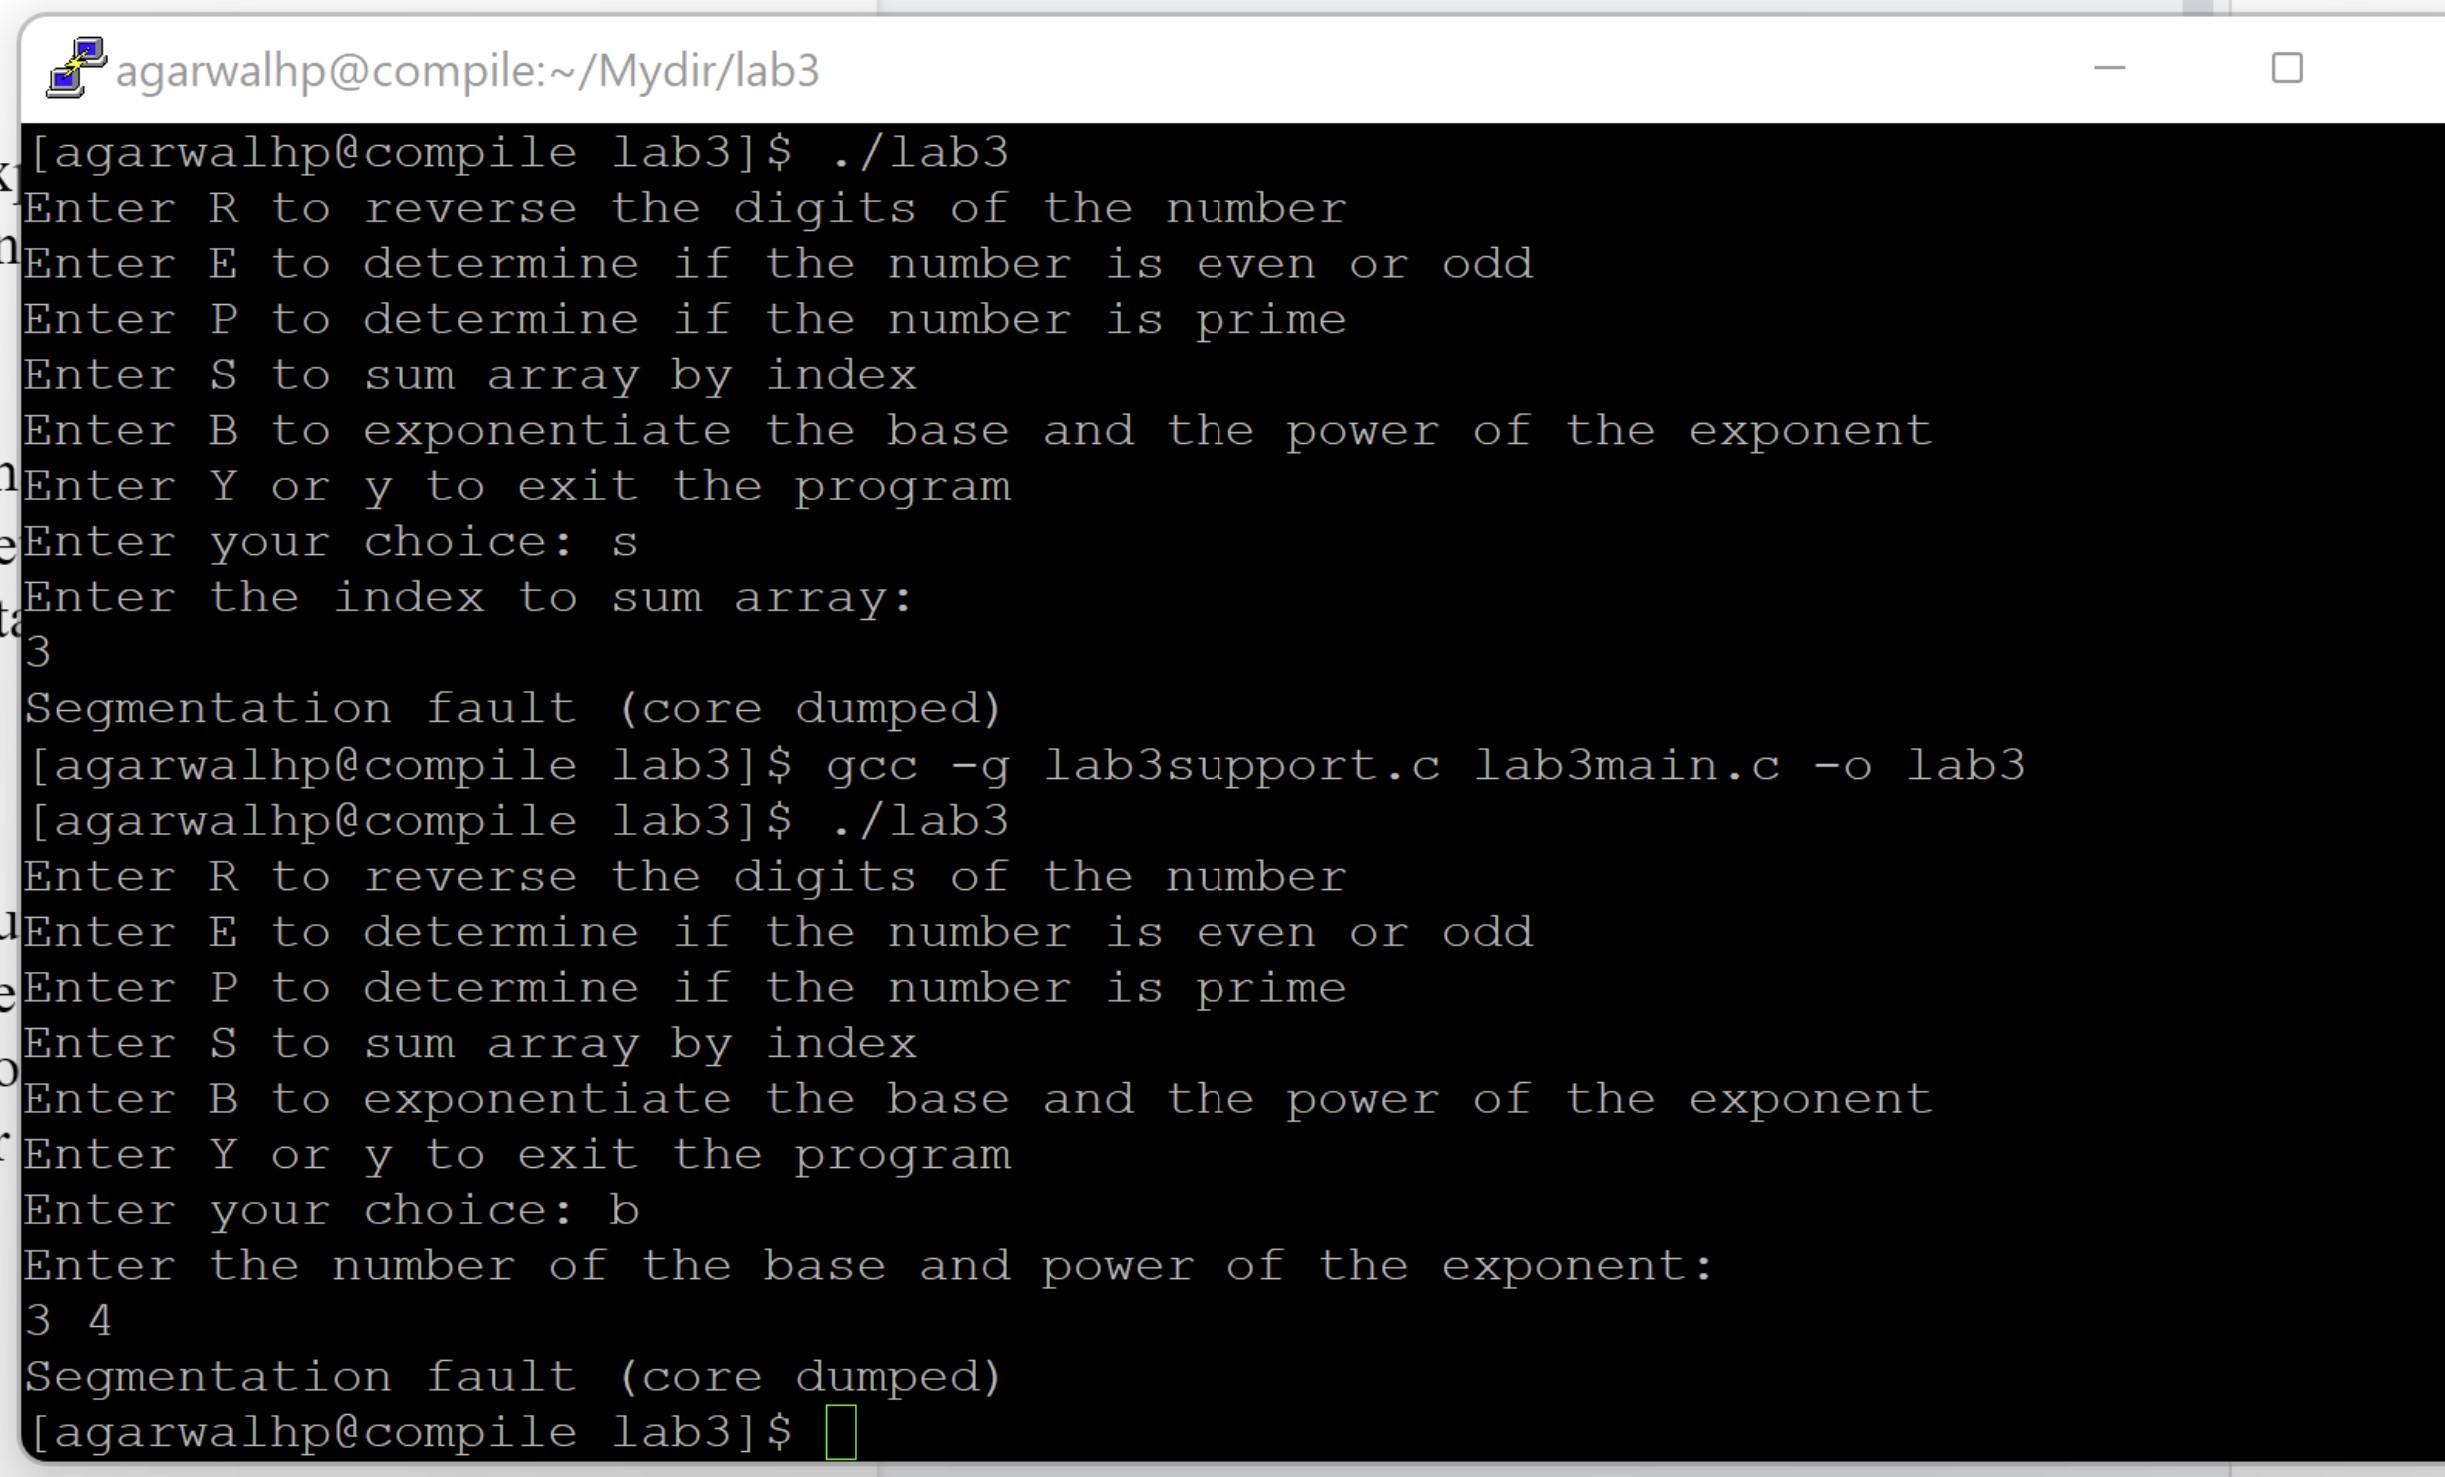 agarwalhp@compile:~/Mydir/lab3
[agarwalhp@compile lab3]$ ./lab3
Enter R to reverse the digits of the number
Enter E to determine if the number is even or odd
Enter P to determine if the number is prime
Enter S to sum array by index
Enter B to exponentiate the base and the power of the exponent
Enter Y or y to exit the program
Enter your choice: s
Enter the index to sum array:
3
Segmentation fault (core dumped)
[agarwalhp@compile lab3]$ gcc -g lab3support.c lab3main.c -o lab3
[agarwalhp@compile lab3]$ ./lab3
Enter R to reverse the digits of the number
Enter E to determine if the number is even or odd
Enter P to determine if the number is prime
Enter S to sum array by index
Enter B to exponentiate the base and the power of the exponent
Enter Y or y to exit the program
Enter your choice: b
Enter the number of the base and power of the exponent:
3 4
Segmentation fault (core dumped)
[agarwalhp@compile lab3]$